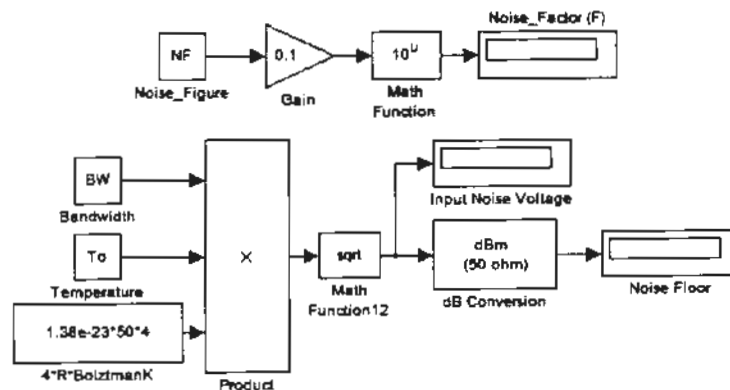 Noise_Factor (F)
NF
0.1
10^u
Noise_Figure
Gain
Math
Function
BW
Bandwidth
Input Noise Voltage
To
×
sqrt
dBm
(50 ohm)
Temperature
Math
Function12
dB Conversion
Noise Floor
1.38e-23*50*4
4*R*BolztmanK
Product